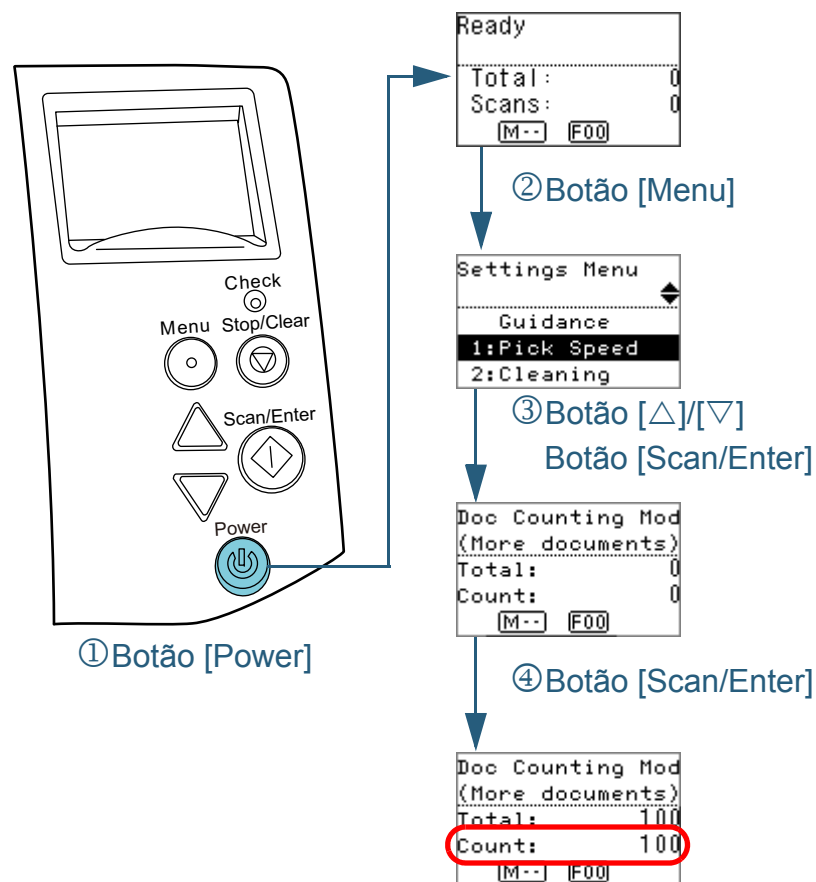 Check
Menu Stop/Clear
Scan/Enter
Power
①Botão [Power]
Ready
Total: 0
Scans: 0
M-- F00
②Botão [Menu]
Settings Menu
Guidance
1:Pick Speed
2:Cleaning
③Botão [△]/[▽]
Botão [Scan/Enter]
Doc Counting Mod
(More documents)
Total: 0
Count: 0
M-- F00
④Botão [Scan/Enter]
Doc Counting Mod
(More documents)
Total: 100
Count: 100
M-- F00